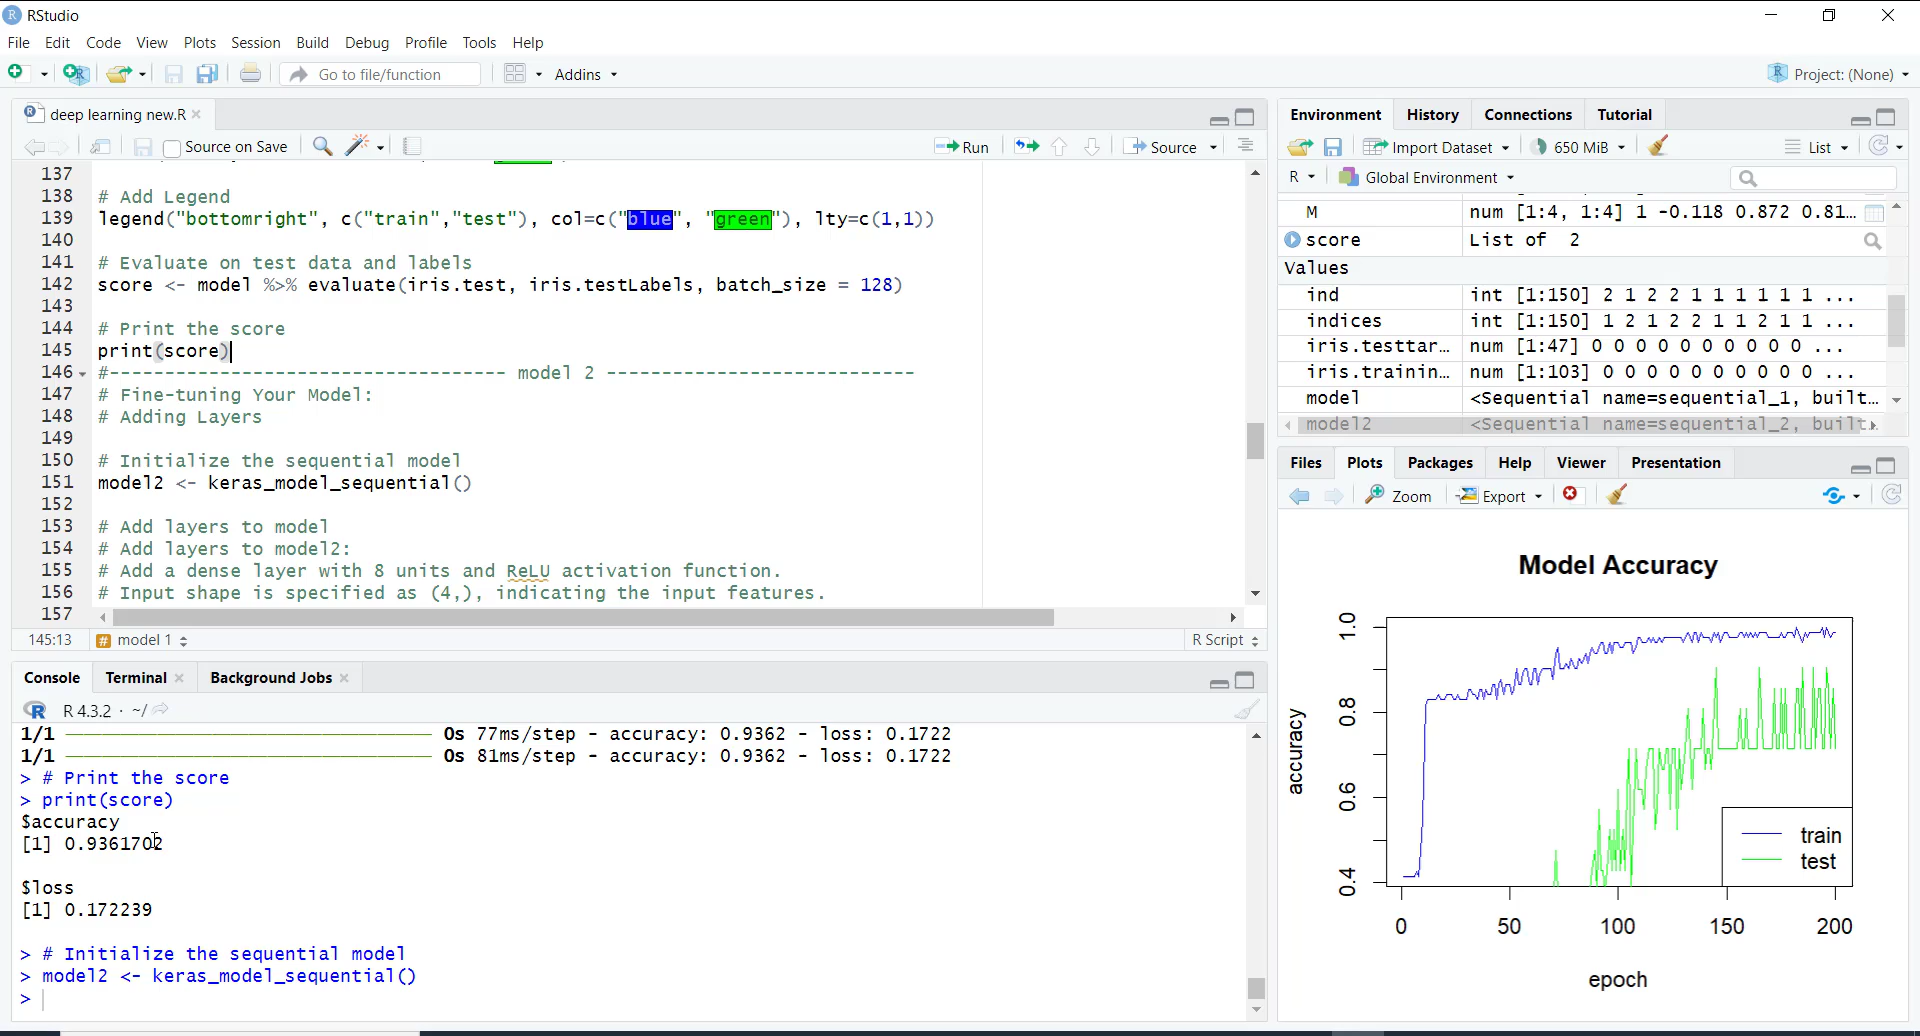 RStudio
File Edit Code View Plots Session Build Debug Profile Tools Help
Go to file/function Addins Project: (None)
deep learning new.R
Source on Save Run Source
137
138 # Add Legend
139 legend("bottomright", c("train","test"), col=c("blue", "green"), lty=c(1,1))
140
141 # Evaluate on test data and labels
142 score <- model %>% evaluate(iris.test, iris.testLabels, batch_size = 128)
143
144 # Print the score
145 print(score)
146 #------------------------------------ model 2 ----------------------------
147 # Fine-tuning Your Model:
148 # Adding Layers
149
150 # Initialize the sequential model
151 model2 <- keras_model_sequential()
152
153 # Add layers to model
154 # Add layers to model2:
155 # Add a dense layer with 8 units and ReLU activation function.
156 # Input shape is specified as (4,), indicating the input features.
157
145:13 # model 1 R Script
Console Terminal Background Jobs
R R 4.3.2 · ~/
1/1 0s 77ms/step - accuracy: 0.9362 - loss: 0.1722
1/1 0s 81ms/step - accuracy: 0.9362 - loss: 0.1722
> # Print the score
> print(score)
$accuracy
[1] 0.9361702
$loss
[1] 0.172239
> # Initialize the sequential model
> model2 <- keras_model_sequential()
>
Environment History Connections Tutorial
Import Dataset 650 MiB List
R Global Environment
M num [1:4, 1:4] 1 -0.118 0.872 0.81...
score List of 2
Values
ind int [1:150] 2 1 2 2 1 1 1 1 1 1 ...
indices int [1:150] 1 2 1 2 2 1 1 2 1 1 ...
iris.testtar... num [1:47] 0 0 0 0 0 0 0 0 0 0 ...
iris.trainin... num [1:103] 0 0 0 0 0 0 0 0 0 0 ...
model <Sequential name=sequential_1, built...
model2 <Sequential name=sequential_2, built.
Files Plots Packages Help Viewer Presentation
Zoom Export
Model Accuracy
accuracy
1.0
0.8
0.6
0.4
train
test
0 50 100 150 200
epoch